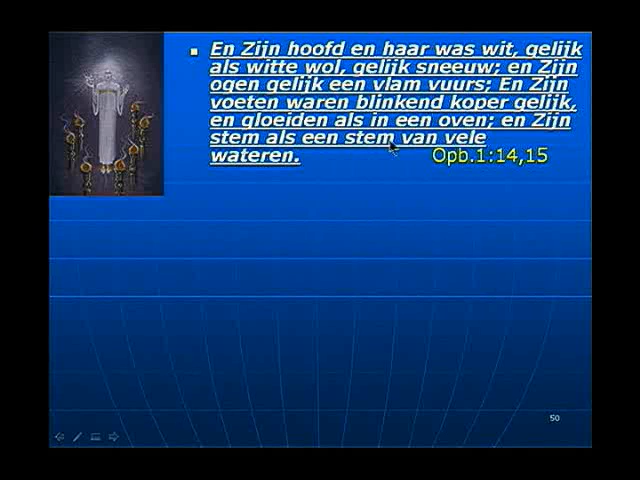 En Zijn hoofd en haar was wit, gelijk
als witte wol, gelijk sneeuw; en Zijn
ogen gelijk een vlam vuurs; En Zijn
voeten waren blinkend koper gelijk,
en gloeiden als in een oven; en Zijn
stem als een stem van vele
wateren. Opb.1:14,15
50